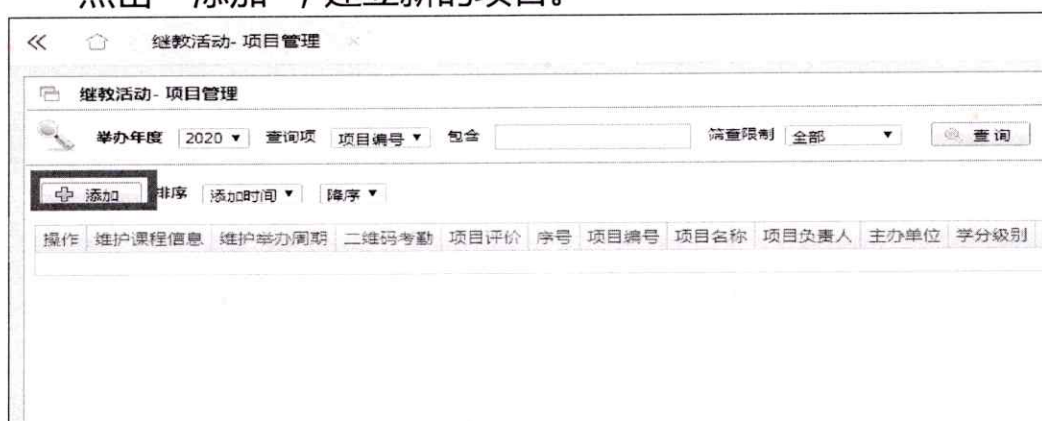 点击“添加”，建立新的项目。
继教活动- 项目管理 ×
继教活动- 项目管理
举办年度 2020 ▼ 查询项 项目编号 ▼ 包含 筛查限制 全部 ▼ 查询
添加 排序 添加时间 ▼ 降序 ▼
操作 维护课程信息 维护举办周期 二维码考勤 项目评价 序号 项目编号 项目名称 项目负责人 主办单位 学分级别